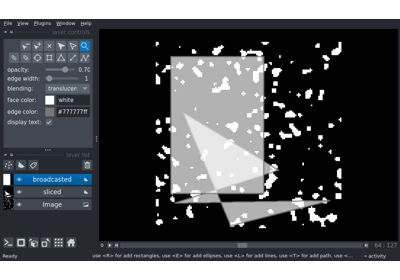 File View Plugins Window Help
layer controls
opacity: 0.70
edge width: 1
blending: translucent
face color: white
edge color: #777777ff
display text:
layer list
broadcasted
sliced
Image
64 127
Ready use <R> for add rectangles, use <E> for add ellipses, use <L> for add lines, use <T> for add path, use <... activity